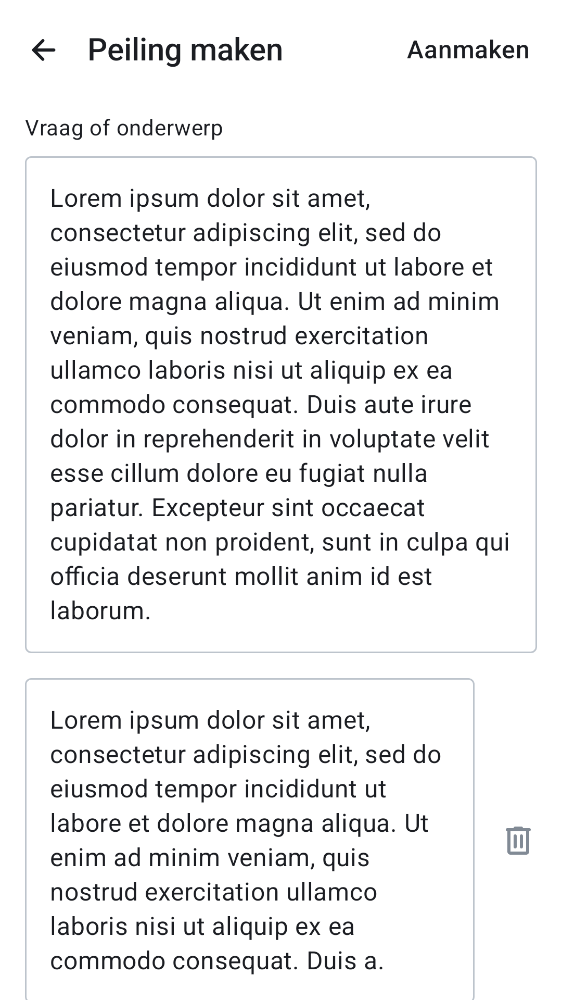 Peiling maken
Aanmaken
Vraag of onderwerp
Lorem ipsum dolor sit amet,
consectetur adipiscing elit, sed do
eiusmod tempor incididunt ut labore et
dolore magna aliqua. Ut enim ad minim
veniam, quis nostrud exercitation
ullamco laboris nisi ut aliquip ex ea
commodo consequat. Duis aute irure
dolor in reprehenderit in voluptate velit
esse cillum dolore eu fugiat nulla
pariatur. Excepteur sint occaecat
cupidatat non proident, sunt in culpa qui
officia deserunt mollit anim id est
laborum.
Lorem ipsum dolor sit amet,
consectetur adipiscing elit, sed do
eiusmod tempor incididunt ut
labore et dolore magna aliqua. Ut
enim ad minim veniam, quis
nostrud exercitation ullamco
laboris nisi ut aliquip ex ea
commodo consequat. Duis a.